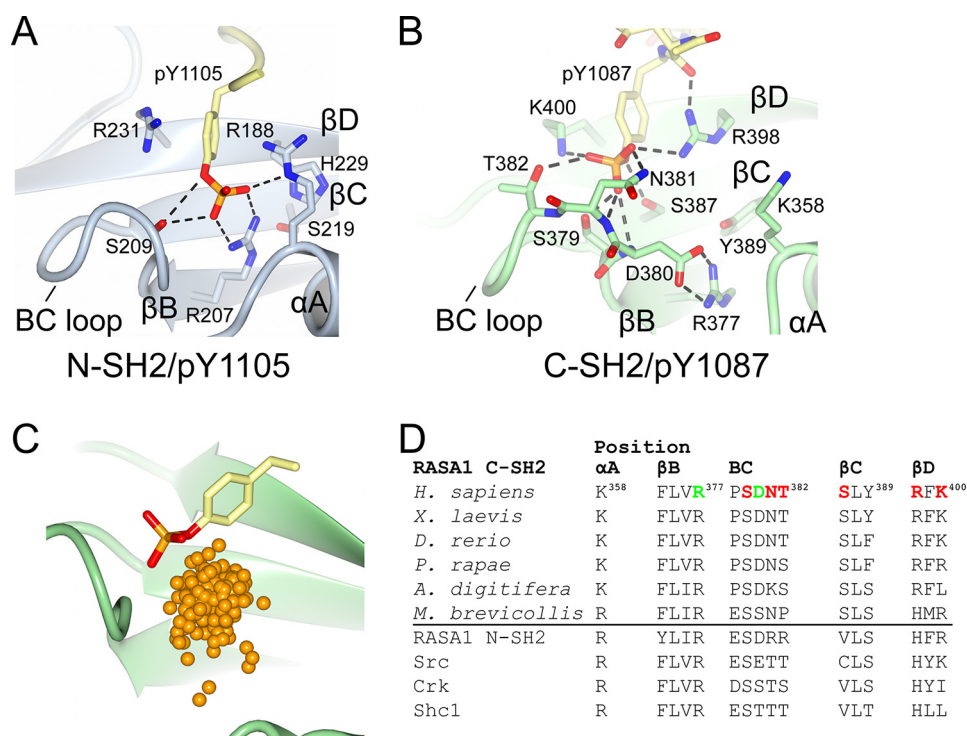 A
pY1105
R231
R188
βD
H229
βC
S209
S219
BC loop
βB
R207
αA
N-SH2/pY1105
B
pY1087
K400
βD
R398
T382
N381
βC
S387
K358
S379
Y389
D380
BC loop
βB
R377
αA
C-SH2/pY1087
C
D
Position
RASA1 C-SH2 αA βB BC βC βD
H. sapiens K358 FLVR377 PSDNT382 SLY389 RFK400
X. laevis K FLVR PSDNT SLY RFK
D. rerio K FLVR PSDNT SLF RFK
P. rapae K FLVR PSDNS SLF RFR
A. digitifera K FLIR PSDKS SLS RFL
M. brevicollis R FLIR ESSNP SLS HMR
RASA1 N-SH2 R YLIR ESDRR VLS HFR
Src R FLVR ESETT CLS HYK
Crk R FLVR DSSTS VLS HYI
Shc1 R FLVR ESTTT VLT HLL